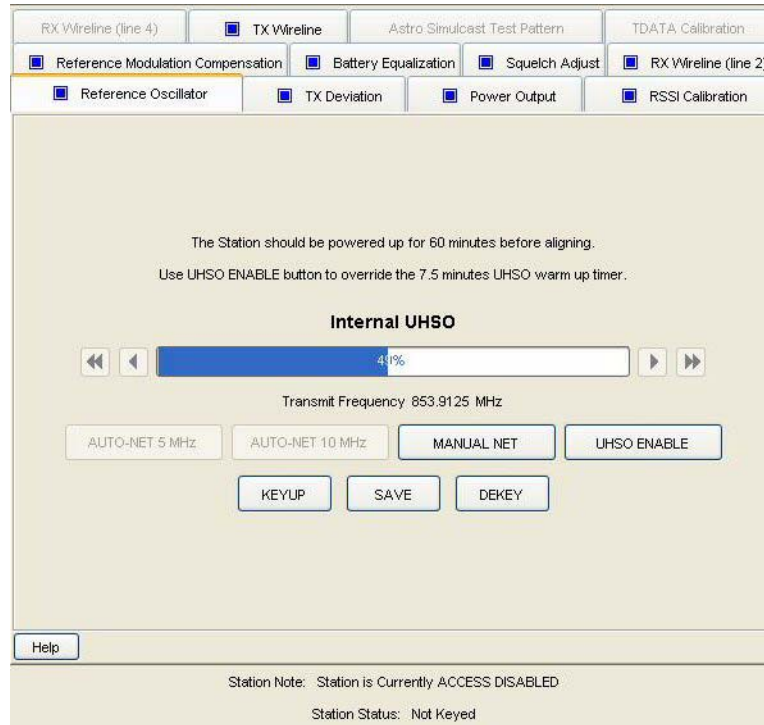 RX Wireline (line 4) TX Wireline Astro Simulcast Test Pattern TDATA Calibration
Reference Modulation Compensation Battery Equalization Squelch Adjust RX Wireline (line 2)
Reference Oscillator TX Deviation Power Output RSSI Calibration
The Station should be powered up for 60 minutes before aligning.
Use UHSO ENABLE button to override the 7.5 minutes UHSO warm up timer.
Internal UHSO
49%
Transmit Frequency 853.9125 MHz
AUTO-NET 5 MHz AUTO-NET 10 MHz MANUAL NET UHSO ENABLE
KEYUP SAVE DEKEY
Help
Station Note: Station is Currently ACCESS DISABLED
Station Status: Not Keyed